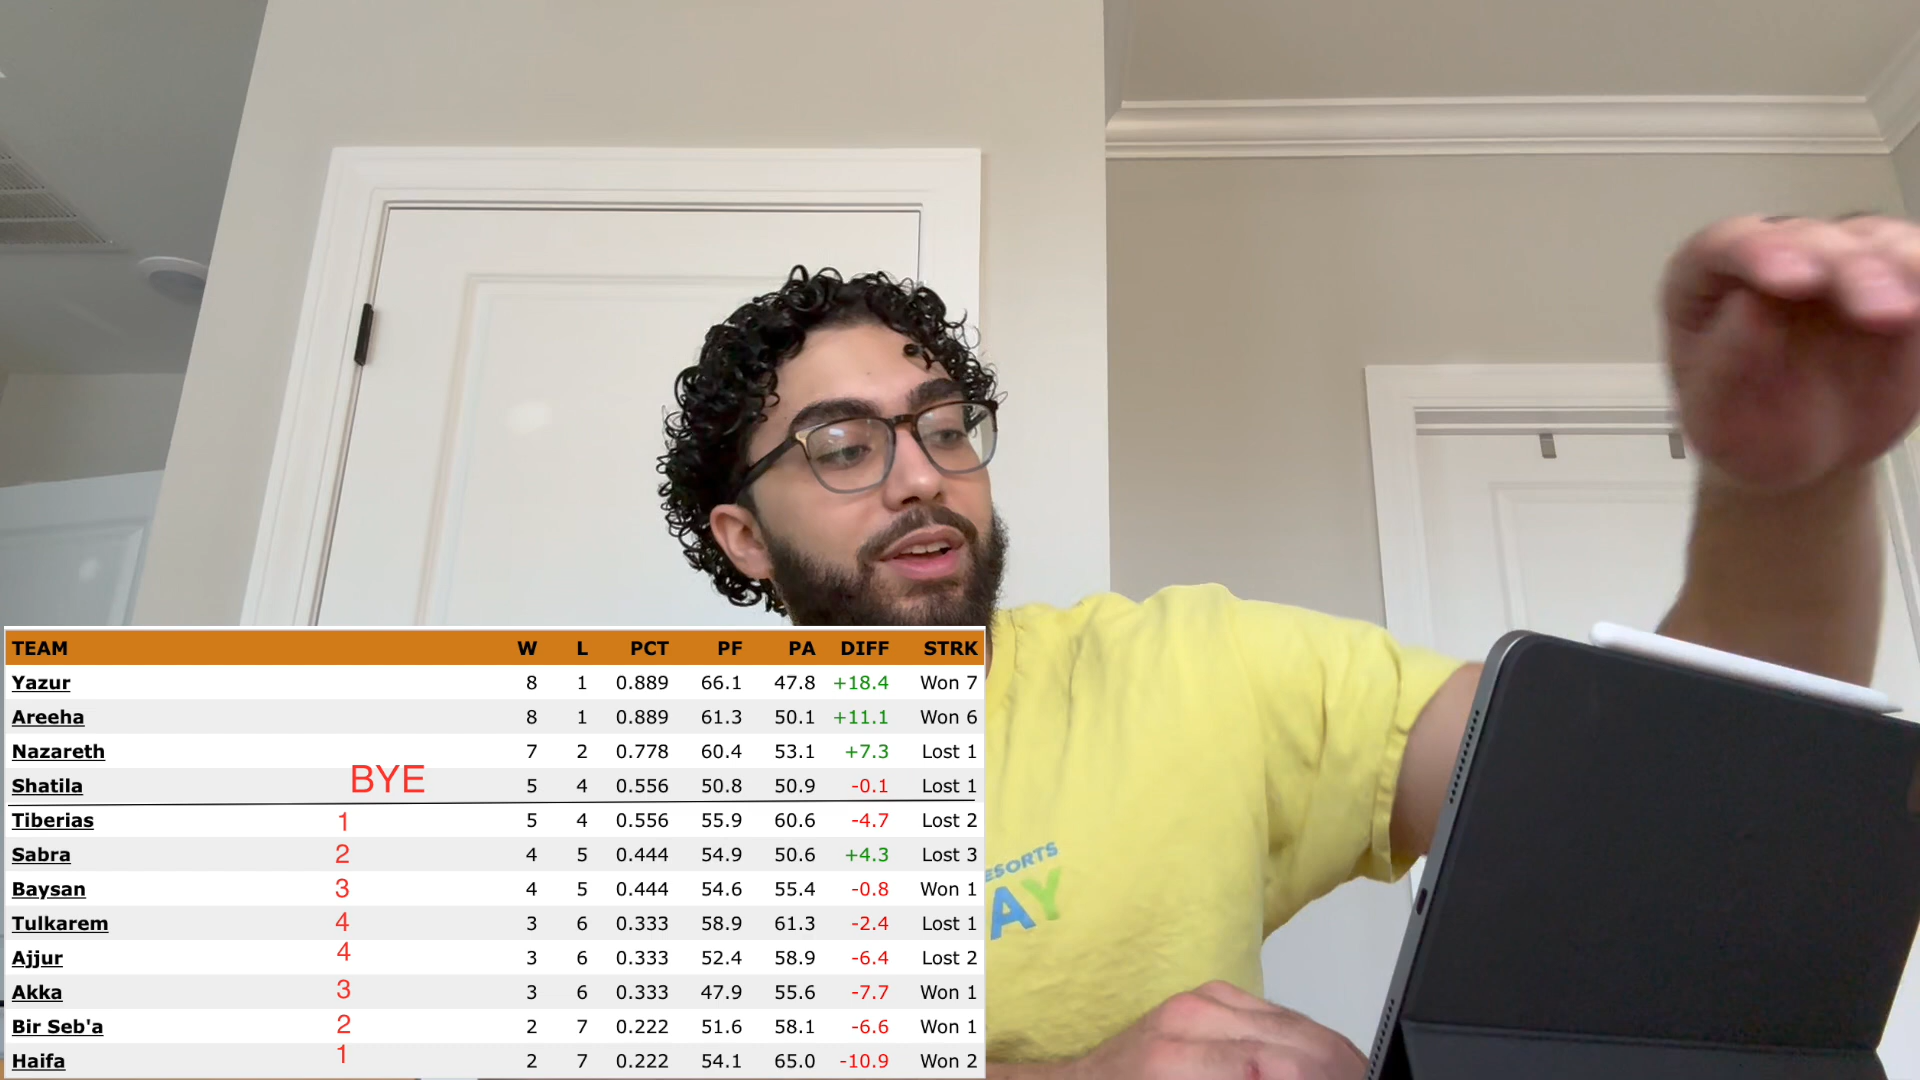 TEAM W L PCT PF PA DIFF STRK
Yazur 8 1 0.889 66.1 47.8 +18.4 Won 7
Areeha 8 1 0.889 61.3 50.1 +11.1 Won 6
Nazareth 7 2 0.778 60.4 53.1 +7.3 Lost 1
BYE
Shatila 5 4 0.556 50.8 50.9 -0.1 Lost 1
Tiberias 1 5 4 0.556 55.9 60.6 -4.7 Lost 2
Sabra 2 4 5 0.444 54.9 50.6 +4.3 Lost 3
Baysan 3 4 5 0.444 54.6 55.4 -0.8 Won 1
Tulkarem 4 3 6 0.333 58.9 61.3 -2.4 Lost 1
Ajjur 4 3 6 0.333 52.4 58.9 -6.4 Lost 2
Akka 3 3 6 0.333 47.9 55.6 -7.7 Won 1
Bir Seb'a 2 2 7 0.222 51.6 58.1 -6.6 Won 1
Haifa 1 2 7 0.222 54.1 65.0 -10.9 Won 2
ESORTS
AY